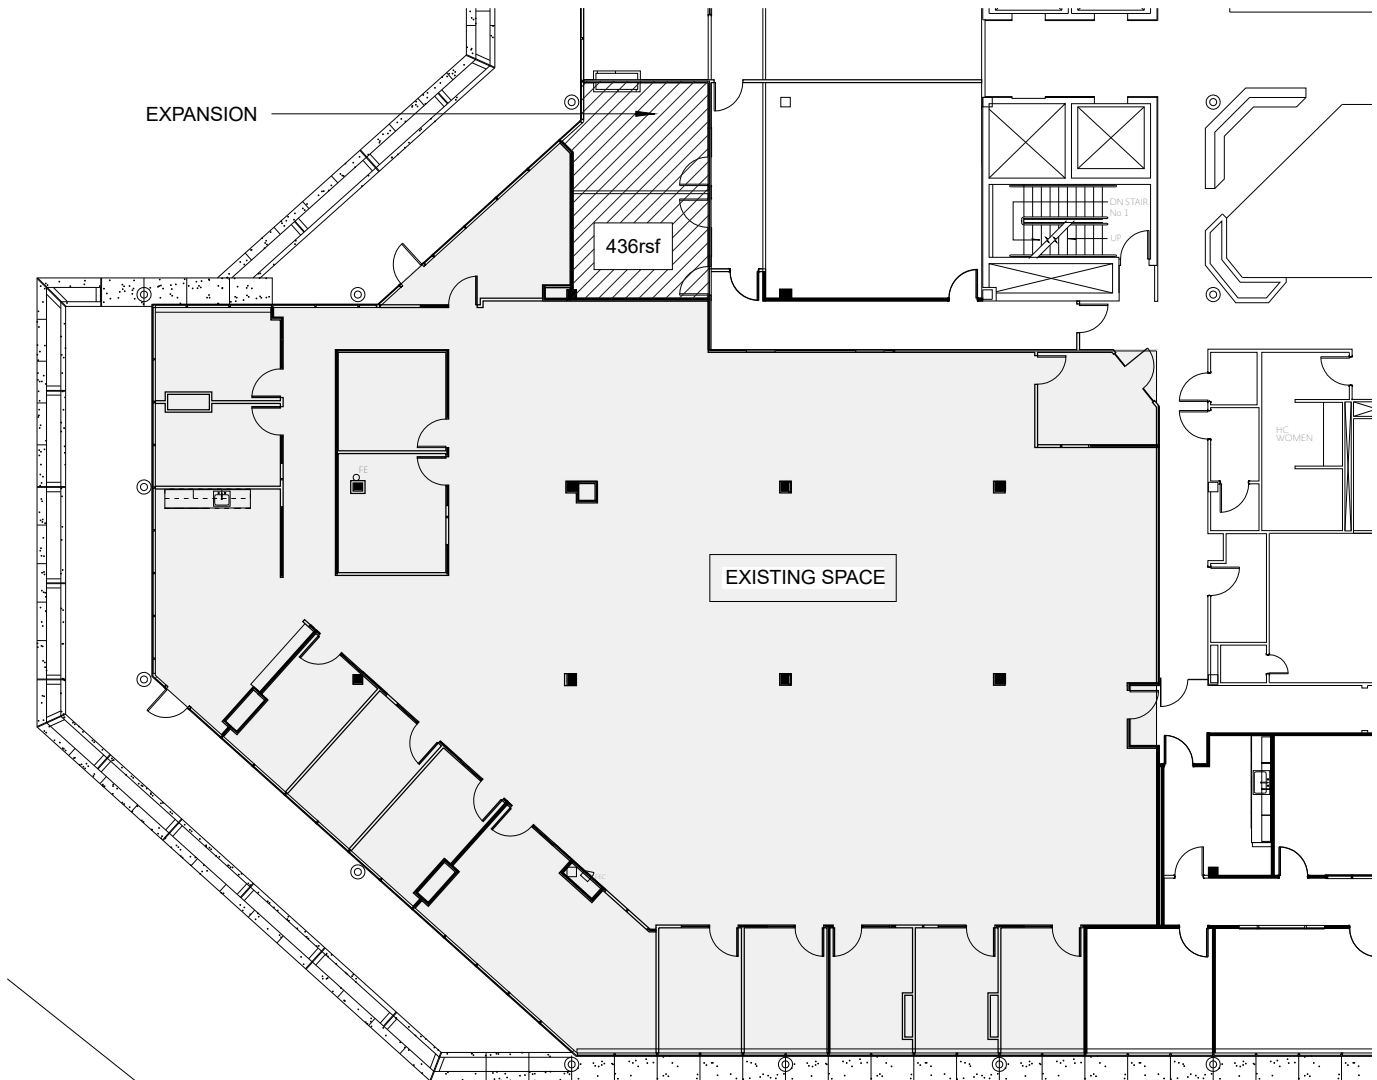 EXPANSION
DN STAIR
No 1
UP
436rsf
HC
WOMEN
FE
EXISTING SPACE